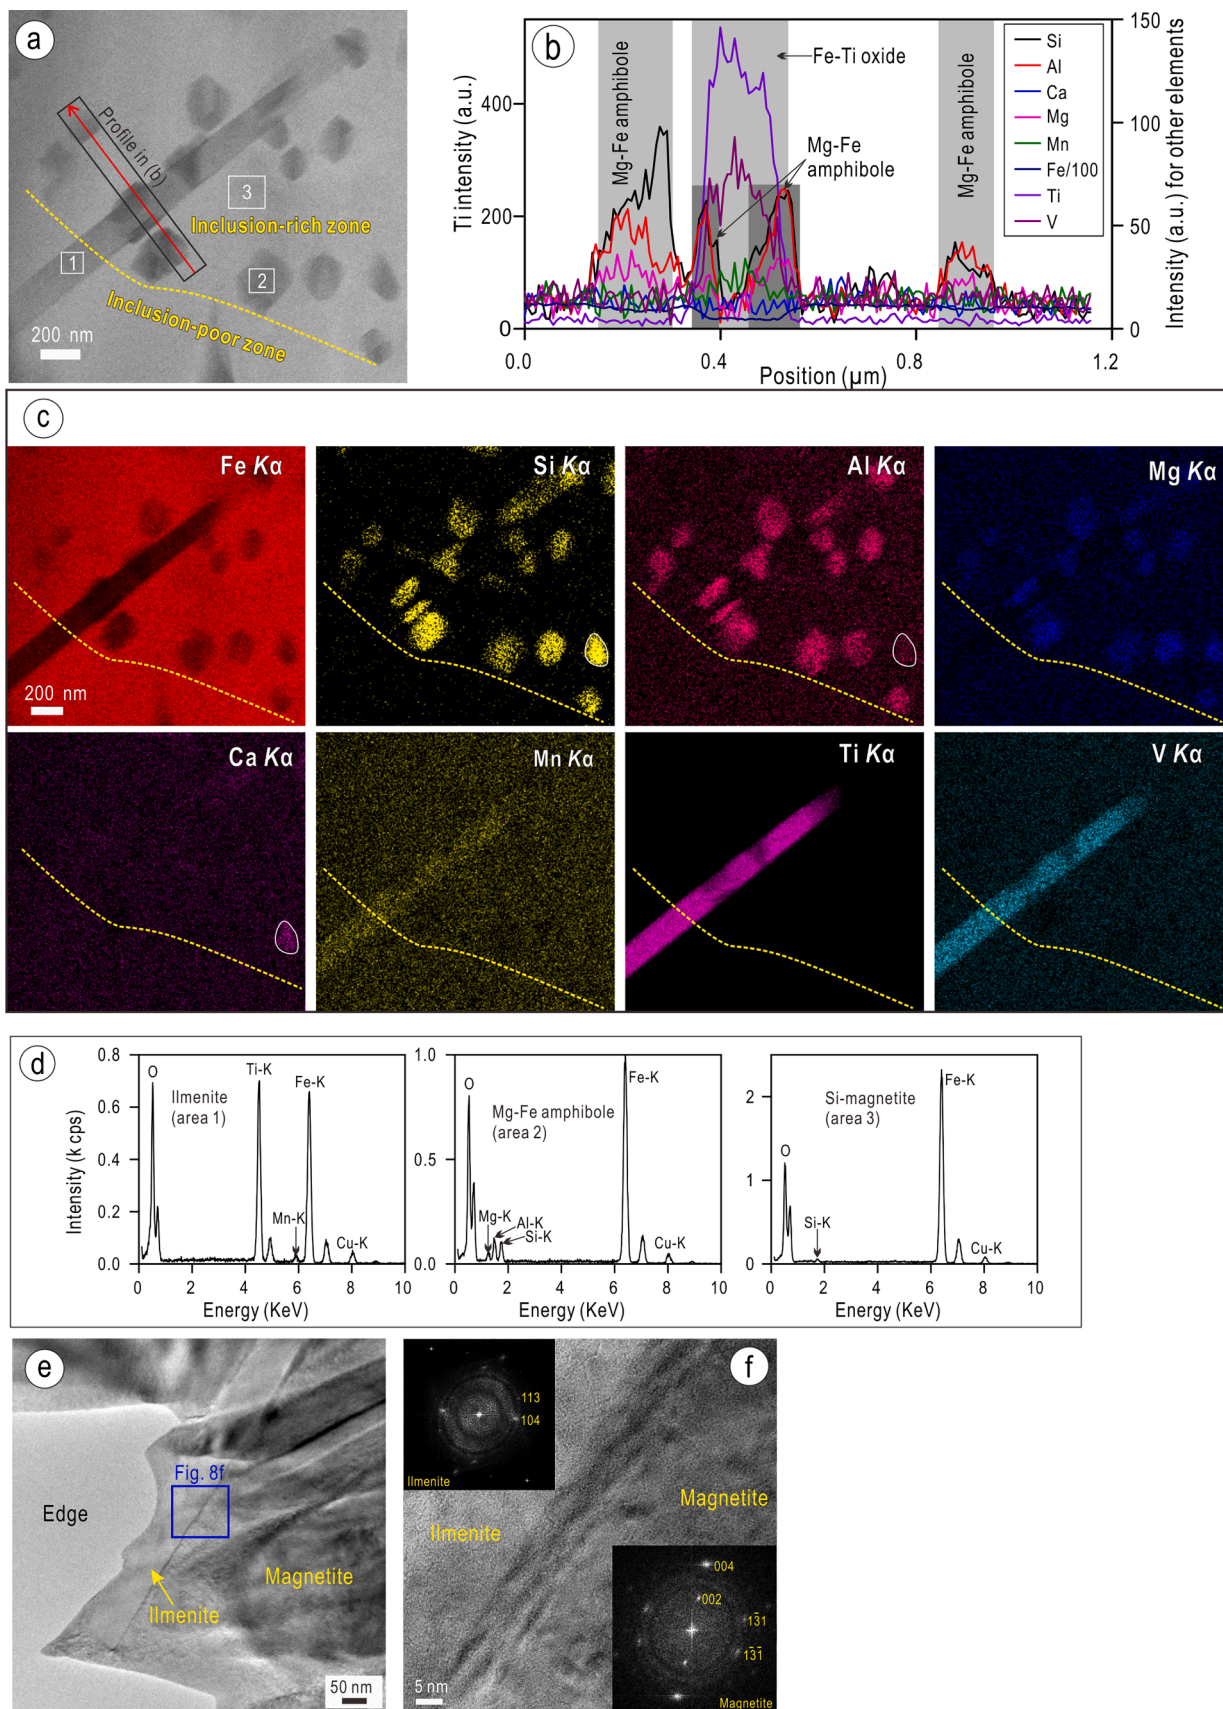 a
Profile in (b)
3
Inclusion-rich zone
1
2
Inclusion-poor zone
200 nm
b
Ti intensity (a.u.)
400
200
0
Mg-Fe amphibole
Fe-Ti oxide
Mg-Fe
amphibole
Mg-Fe amphibole
Si
Al
Ca
Mg
Mn
Fe/100
Ti
V
150
100
50
0
Intensity (a.u.) for other elements
0.0
0.4
0.8
1.2
Position (μm)
c
Fe Kα
200 nm
Si Kα
Al Kα
Mg Kα
Ca Kα
Mn Kα
Ti Kα
V Kα
d
Intensity (k cps)
0.8
0.6
0.4
0.2
0.0
O
Ti-K
Fe-K
Ilmenite
(area 1)
Mn-K
Cu-K
0 2 4 6 8 10
Energy (KeV)
1.0
0.5
0.0
O
Fe-K
Mg-Fe amphibole
(area 2)
Mg-K
Al-K
Si-K
Cu-K
0 2 4 6 8 10
Energy (KeV)
2
1
0
O
Fe-K
Si-magnetite
(area 3)
Si-K
Cu-K
0 2 4 6 8 10
Energy (KeV)
e
Fig. 8f
Edge
Magnetite
Ilmenite
50 nm
f
113
104
Ilmenite
Magnetite
Ilmenite
004
002
13̄1
13̄1̄
5 nm
Magnetite